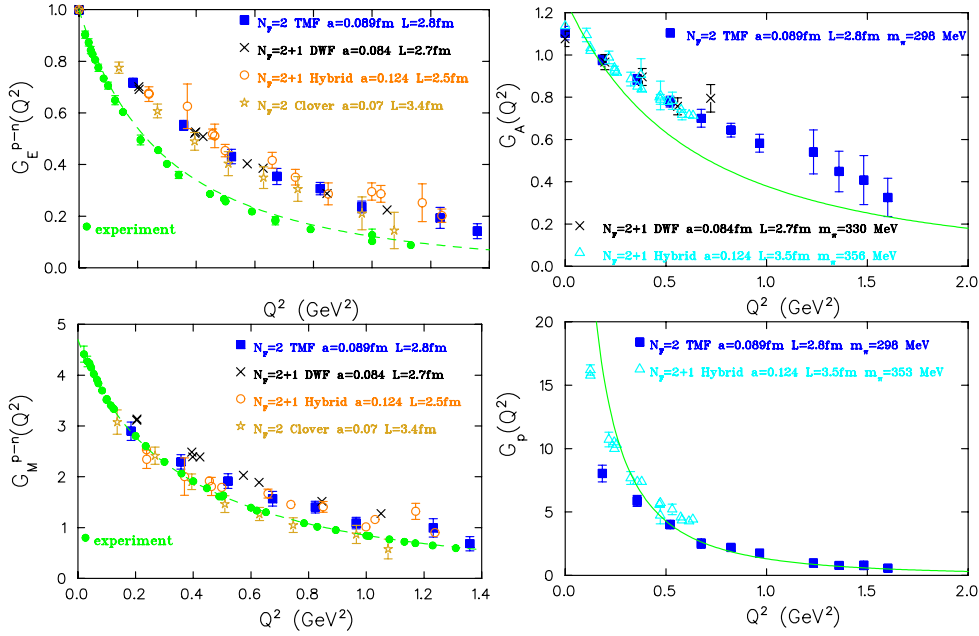 N_F=2 TMF a=0.089fm L=2.8fm
N_F=2+1 DWF a=0.084 L=2.7fm
N_F=2+1 Hybrid a=0.124 L=2.5fm
N_F=2 Clover a=0.07 L=3.4fm
experiment
G_E^{p-n}(Q^2)
1.0
0.8
0.6
0.4
0.2
0.0
Q^2 (GeV^2)
N_F=2 TMF a=0.089fm L=2.8fm m_π=298 MeV
N_F=2+1 DWF a=0.084fm L=2.7fm m_π=330 MeV
N_F=2+1 Hybrid a=0.124 L=3.5fm m_π=356 MeV
G_A(Q^2)
1.2
1.0
0.8
0.6
0.4
0.2
0.0
0.0 0.5 1.0 1.5 2.0
Q^2 (GeV^2)
N_F=2 TMF a=0.089fm L=2.8fm
N_F=2+1 DWF a=0.084 L=2.7fm
N_F=2+1 Hybrid a=0.124 L=2.5fm
N_F=2 Clover a=0.07 L=3.4fm
experiment
G_M^{p-n}(Q^2)
5
4
3
2
1
0
0.0 0.2 0.4 0.6 0.8 1.0 1.2 1.4
Q^2 (GeV^2)
N_F=2 TMF a=0.089fm L=2.8fm m_π=298 MeV
N_F=2+1 Hybrid a=0.124 L=3.5fm m_π=353 MeV
G_p(Q^2)
20
15
10
5
0
0.0 0.5 1.0 1.5 2.0
Q^2 (GeV^2)